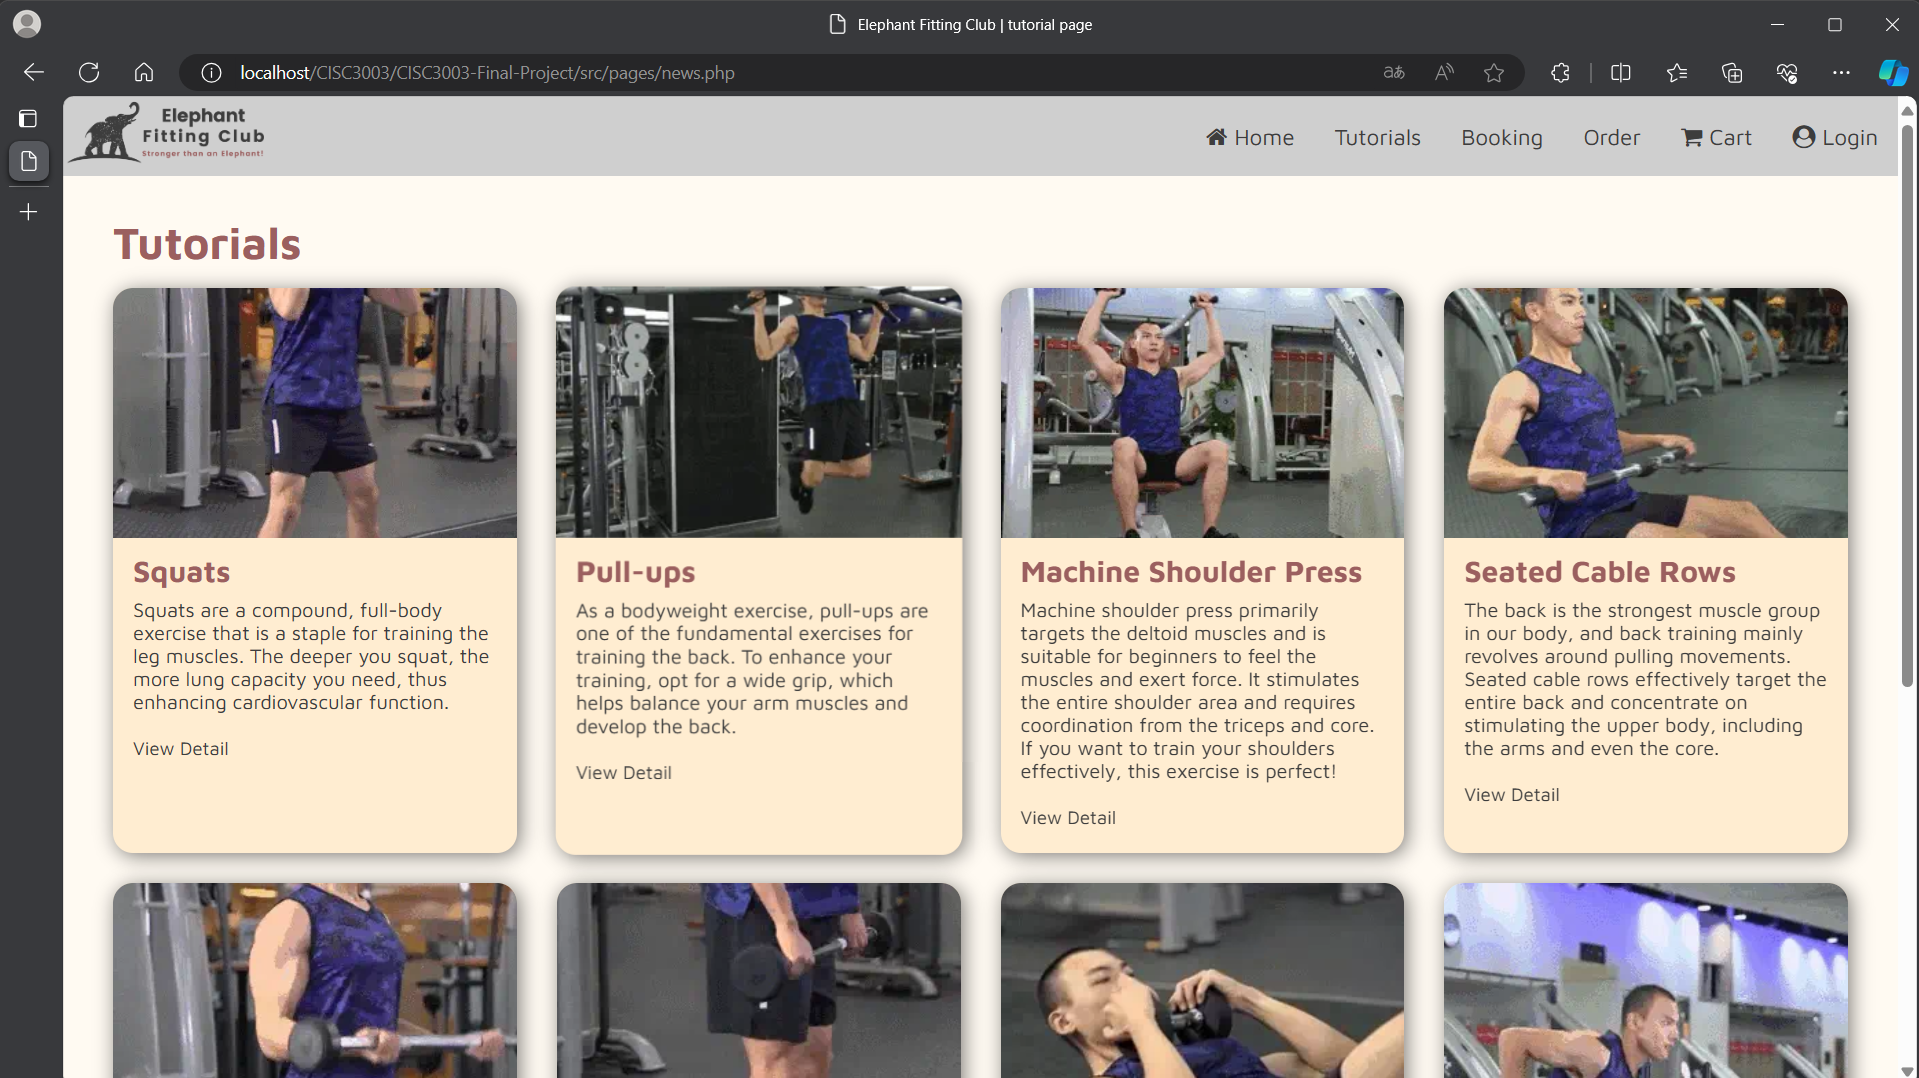 Elephant Fitting Club | tutorial page
localhost/CISC3003/CISC3003-Final-Project/src/pages/news.php
Elephant
Fitting Club
Stronger than an Elephant!
Home
Tutorials
Booking
Order
Cart
Login
Tutorials
Squats
Squats are a compound, full-body
exercise that is a staple for training the
leg muscles. The deeper you squat, the
more lung capacity you need, thus
enhancing cardiovascular function.
View Detail
Pull-ups
As a bodyweight exercise, pull-ups are
one of the fundamental exercises for
training the back. To enhance your
training, opt for a wide grip, which
helps balance your arm muscles and
develop the back.
View Detail
Machine Shoulder Press
Machine shoulder press primarily
targets the deltoid muscles and is
suitable for beginners to feel the
muscles and exert force. It stimulates
the entire shoulder area and requires
coordination from the triceps and core.
If you want to train your shoulders
effectively, this exercise is perfect!
View Detail
Seated Cable Rows
The back is the strongest muscle group
in our body, and back training mainly
revolves around pulling movements.
Seated cable rows effectively target the
entire back and concentrate on
stimulating the upper body, including
the arms and even the core.
View Detail